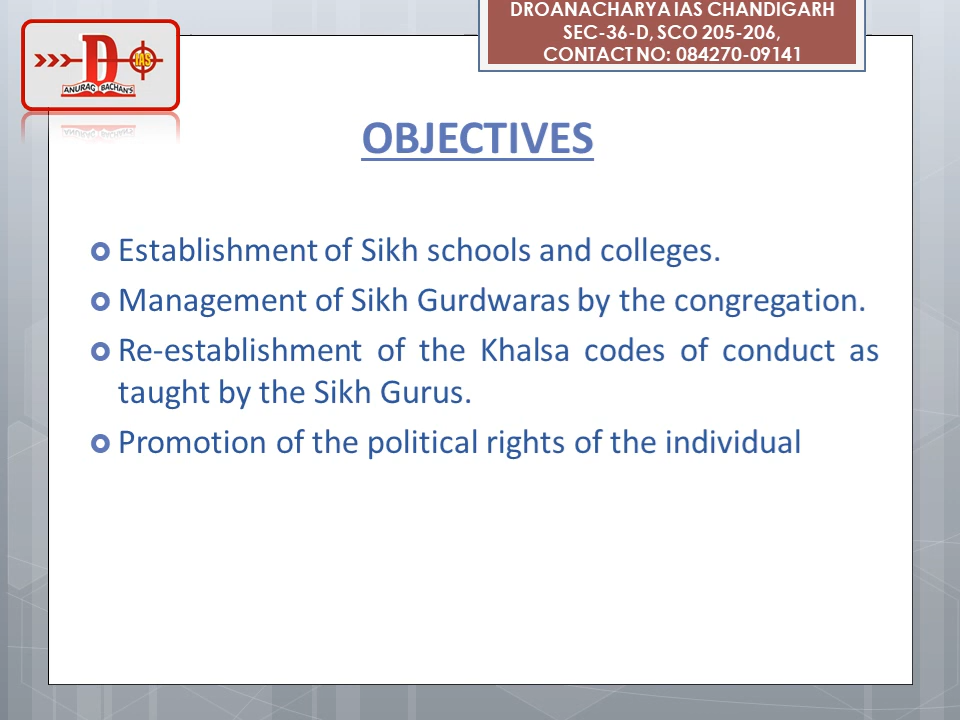 DROANACHARYA IAS CHANDIGARH
SEC-36-D, SCO 205-206,
CONTACT NO: 084270-09141
D
IAS
ANURAG BACHAN'S
OBJECTIVES
Establishment of Sikh schools and colleges.
Management of Sikh Gurdwaras by the congregation.
Re-establishment of the Khalsa codes of conduct as
taught by the Sikh Gurus.
Promotion of the political rights of the individual